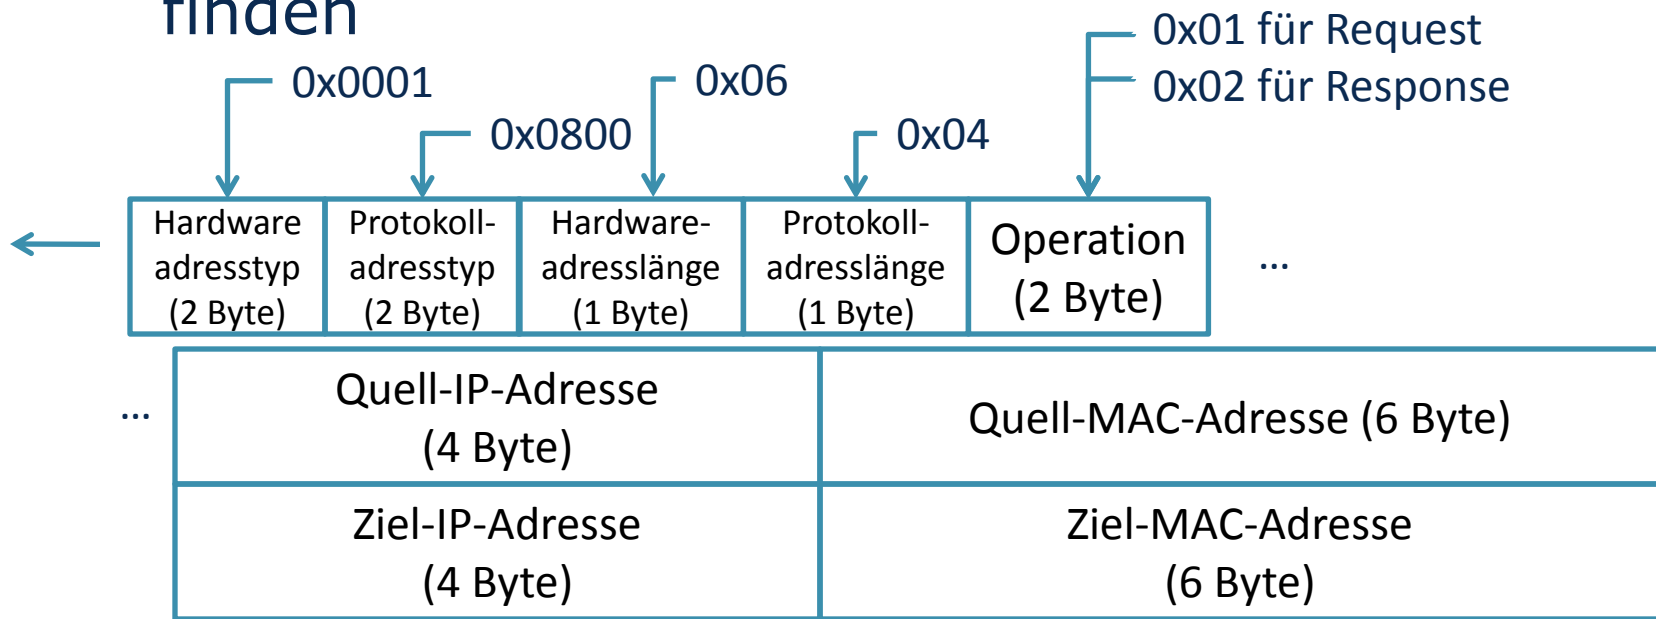 finden
0x01 für Request
0x0001
0x06
0x02 für Response
0x0800
0x04
Hardware
adresstyp
(2 Byte)
Protokoll-
adresstyp
(2 Byte)
Hardware-
adresslänge
(1 Byte)
Protokoll-
adresslänge
(1 Byte)
Operation
(2 Byte)
...
...
Quell-IP-Adresse
(4 Byte)
Quell-MAC-Adresse (6 Byte)
Ziel-IP-Adresse
(4 Byte)
Ziel-MAC-Adresse
(6 Byte)